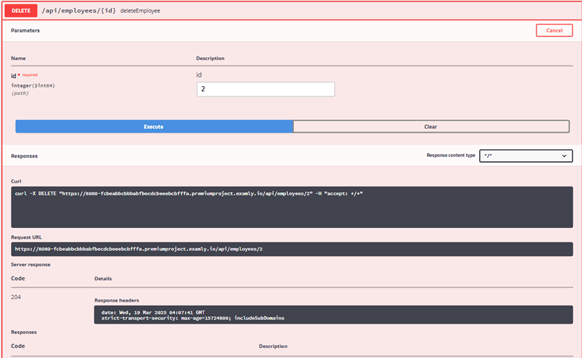 DELETE /api/employees/{id} deleteEmployee
Parameters Cancel
Name Description
id * required id
integer($int64) 2
(path)
Execute Clear
Responses Response content type "/"
Curl
curl -X DELETE "https://8080-fcbeabbcbbbabfbecdcbeeebcbfffa.premiumproject.examly.io/api/employees/2" -H "accept: */*"
Request URL
https://8080-fcbeabbcbbbabfbecdcbeeebcbfffa.premiumproject.examly.io/api/employees/2
Server response
Code Details
204 Response headers
date: Wed, 19 Mar 2025 04:07:41 GMT
strict-transport-security: max-age=15724800; includeSubDomains
Responses
Code Description